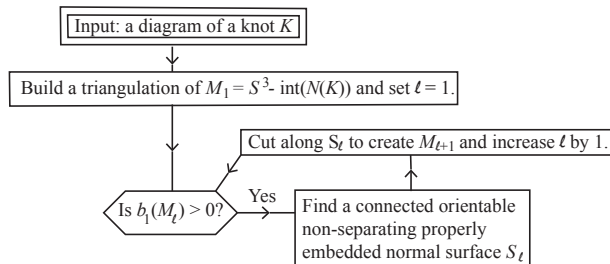 Input: a diagram of a knot K
Build a triangulation of M₁ = S³- int(N(K)) and set ℓ = 1.
Cut along Sℓ to create Mℓ₊₁ and increase ℓ by 1.
Is b₁(Mℓ) > 0?
Yes
Find a connected orientable
non-separating properly
embedded normal surface Sℓ